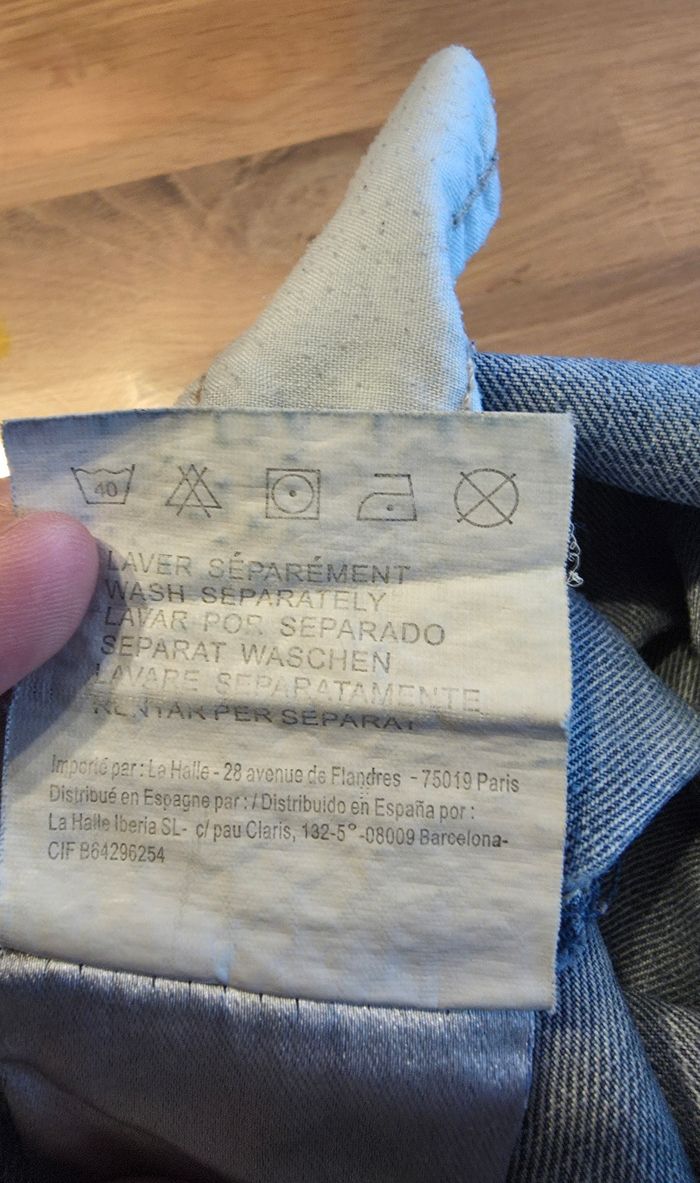 40
LAVER SÉPARÉMENT
WASH SEPARATELY
LAVAR POR SEPARADO
SEPARAT WASCHEN
LAVARE SEPARATAMENTE
RENTAR PER SEPARAT
Importé par : La Halle - 28 avenue de Flandres - 75019 Paris
Distribué en Espagne par : / Distribuido en España por :
La Halle Iberia SL- c/ pau Claris, 132-5° -08009 Barcelona-
CIF B64296254